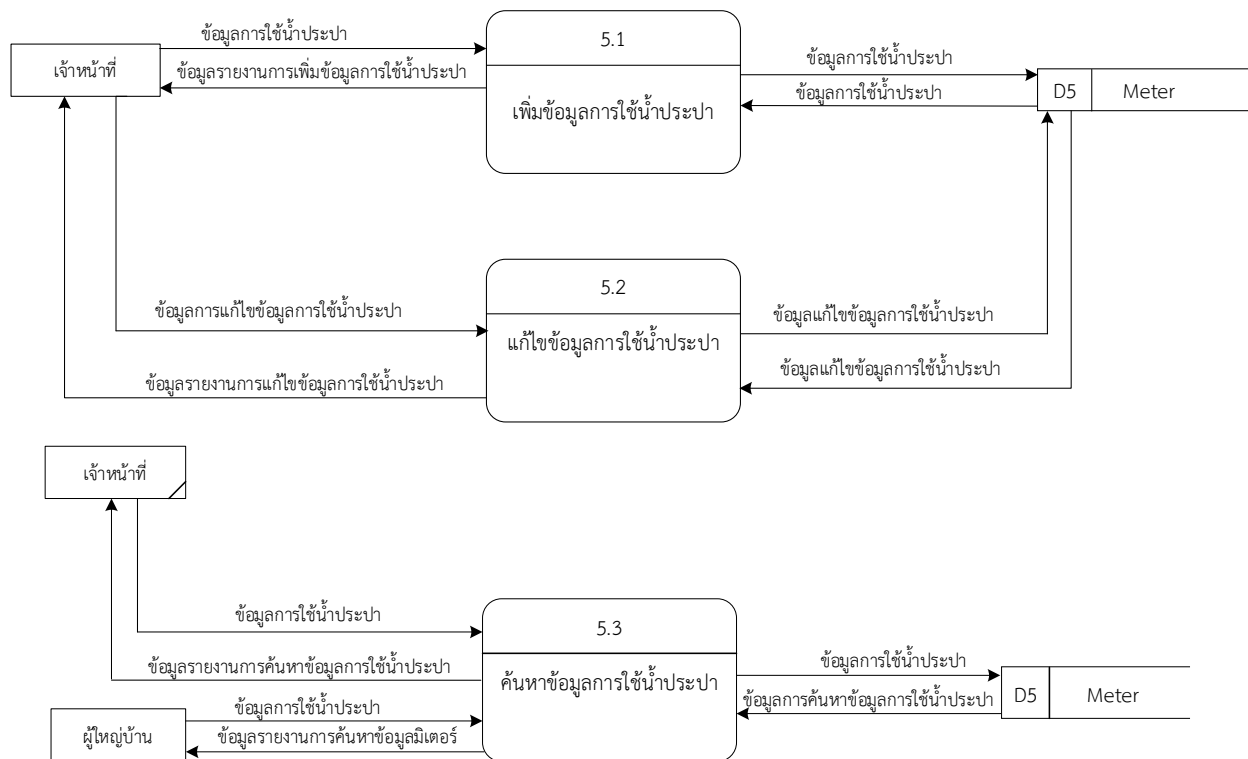 ข้อมูลการใช้น้ำประปา
5.1
เจ้าหน้าที่
ข้อมูลรายงานการเพิ่มข้อมูลการใช้น้ำประปา
ข้อมูลการใช้น้ำประปา
เพิ่มข้อมูลการใช้น้ำประปา
ข้อมูลการใช้น้ำประปา
D5 Meter
5.2
ข้อมูลการแก้ไขข้อมูลการใช้น้ำประปา
ข้อมูลแก้ไขข้อมูลการใช้น้ำประปา
แก้ไขข้อมูลการใช้น้ำประปา
ข้อมูลรายงานการแก้ไขข้อมูลการใช้น้ำประปา
ข้อมูลแก้ไขข้อมูลการใช้น้ำประปา
เจ้าหน้าที่
ข้อมูลการใช้น้ำประปา
5.3
ข้อมูลรายงานการค้นหาข้อมูลการใช้น้ำประปา
ค้นหาข้อมูลการใช้น้ำประปา
ข้อมูลการใช้น้ำประปา
ข้อมูลการค้นหาข้อมูลการใช้น้ำประปา
D5 Meter
ข้อมูลการใช้น้ำประปา
ผู้ใหญ่บ้าน
ข้อมูลรายงานการค้นหาข้อมูลมิเตอร์